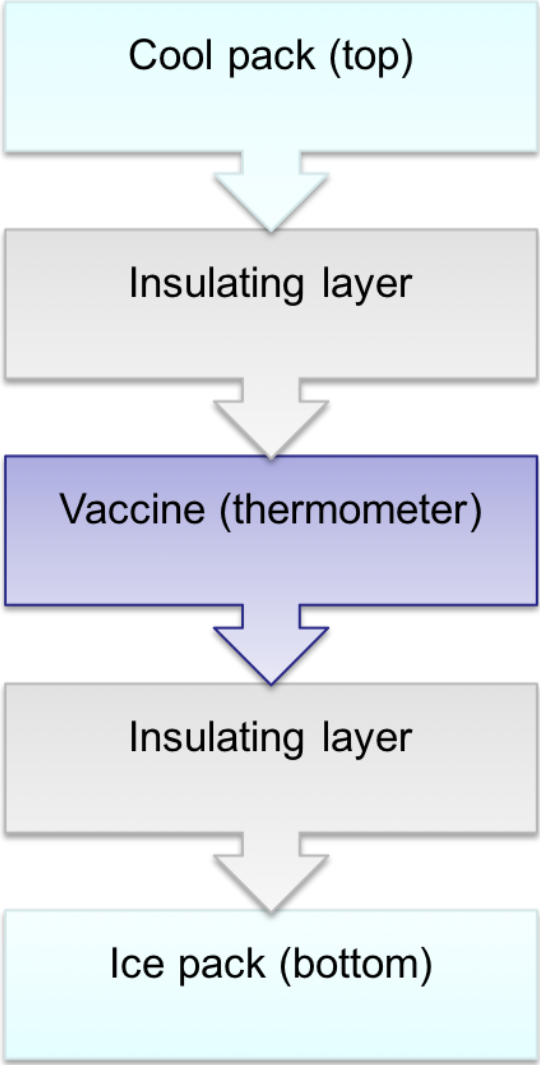 Cool pack (top)
Insulating layer
Vaccine (thermometer)
Insulating layer
Ice pack (bottom)